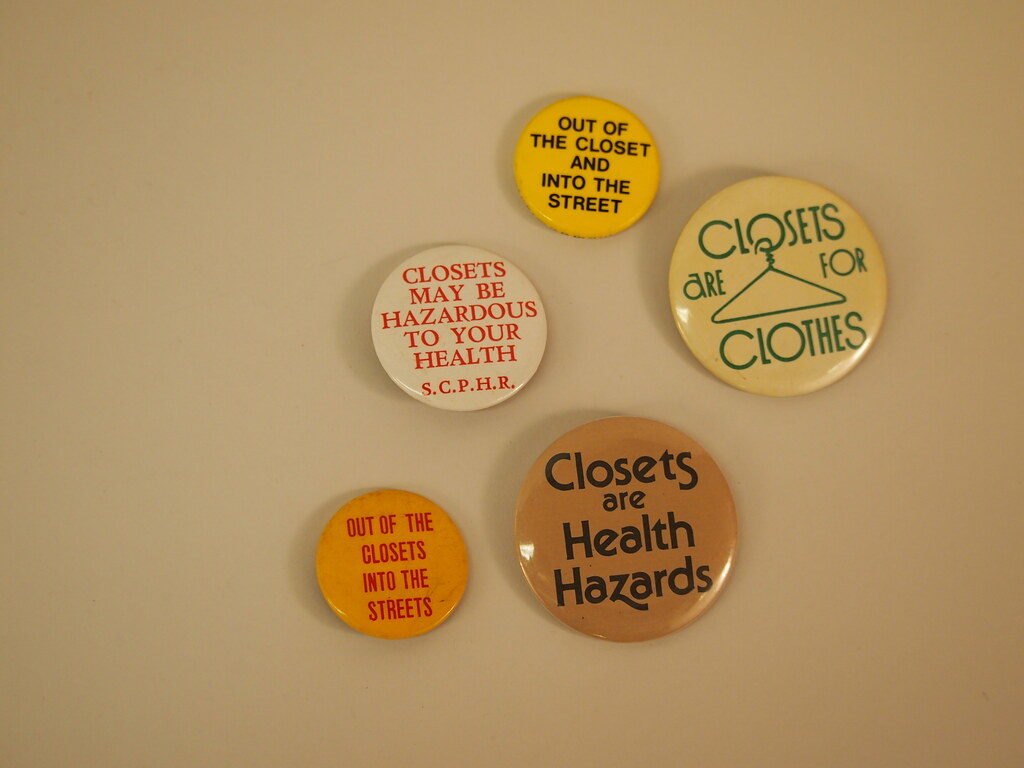 OUT OF
THE CLOSET
AND
INTO THE
STREET
CLOSETS
ARE FOR
CLOTHES
CLOSETS
MAY BE
HAZARDOUS
TO YOUR
HEALTH
S.C.P.H.R.
Closets
are
Health
Hazards
OUT OF THE
CLOSETS
INTO THE
STREETS